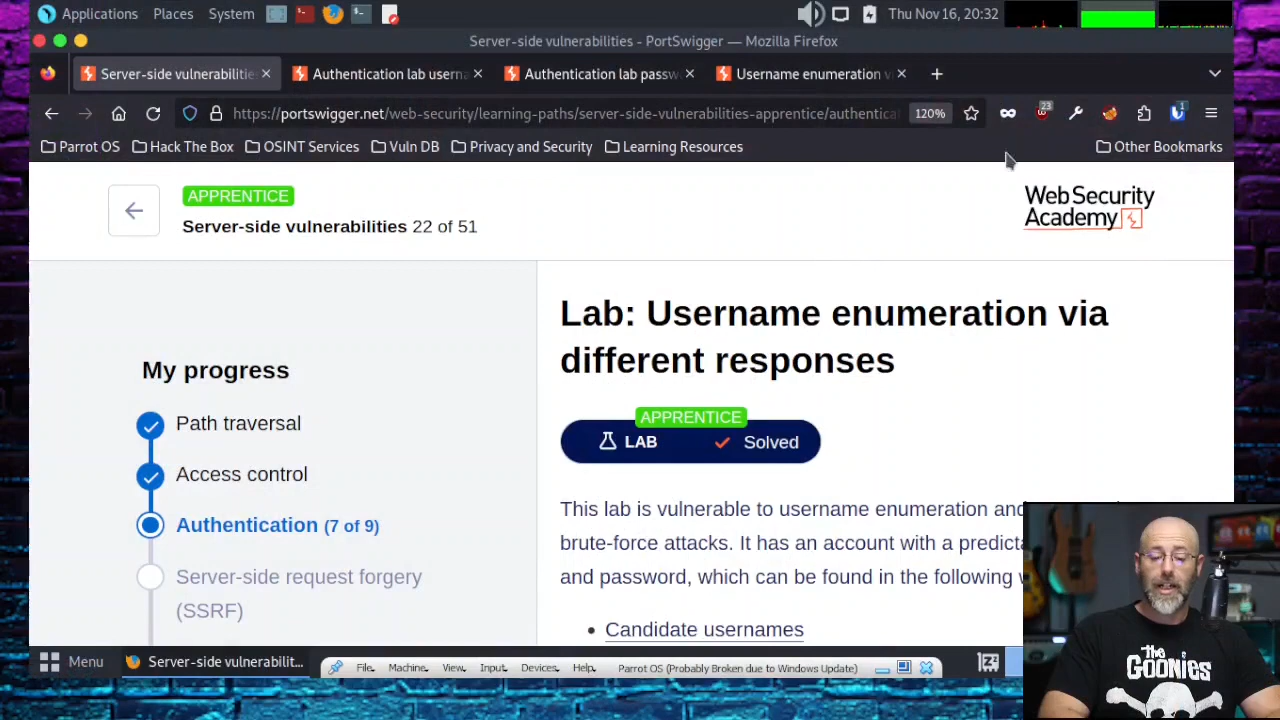 Applications Places System
Thu Nov 16, 20:32
Server-side vulnerabilities - PortSwigger — Mozilla Firefox
Server-side vulnerabilitie
Authentication lab userna
Authentication lab passw
Username enumeration v
https://portswigger.net/web-security/learning-paths/server-side-vulnerabilities-apprentice/authenticat
120%
23
1
Parrot OS
Hack The Box
OSINT Services
Vuln DB
Privacy and Security
Learning Resources
Other Bookmarks
APPRENTICE
Server-side vulnerabilities 22 of 51
Web Security
Academy
Lab: Username enumeration via
different responses
My progress
Path traversal
Access control
Authentication (7 of 9)
Server-side request forgery
(SSRF)
APPRENTICE
LAB
Solved
This lab is vulnerable to username enumeration and
brute-force attacks. It has an account with a predicta
and password, which can be found in the following w
• Candidate usernames
Menu
Server-side vulnerabilit...
File Machine View Input Devices Help
Parrot OS (Probably Broken due to Windows Update)
the
GOONIES